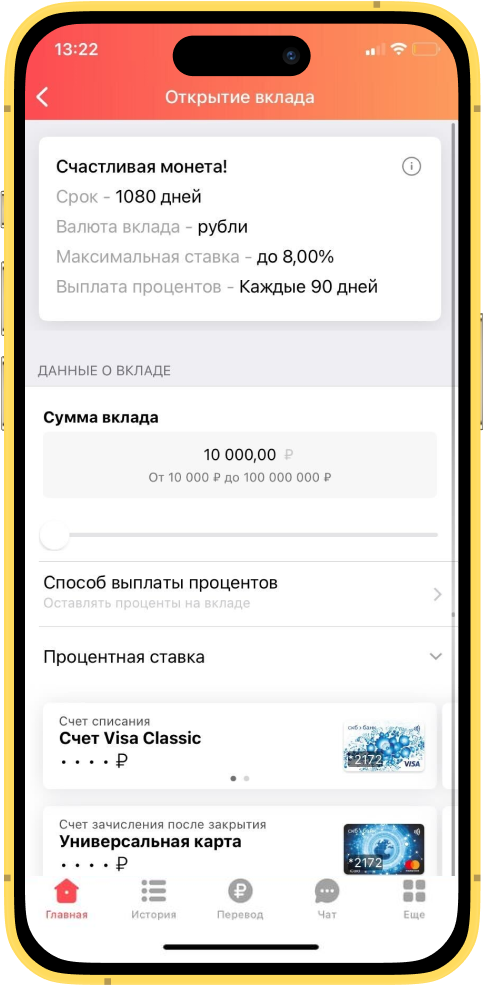 13:22
Открытие вклада
Счастливая монета!
Срок - 1080 дней
Валюта вклада - рубли
Максимальная ставка - до 8,00%
Выплата процентов - Каждые 90 дней
ДАННЫЕ О ВКЛАДЕ
Сумма вклада
10 000,00 ₽
От 10 000 ₽ до 100 000 000 ₽
Способ выплаты процентов
Оставлять проценты на вкладе
Процентная ставка
Счет списания
Счет Visa Classic
• • • • ₽
*2172
VISA
Счет зачисления после закрытия
Универсальная карта
• • • • ₽
*2172
Главная
История
Перевод
Чат
Еще